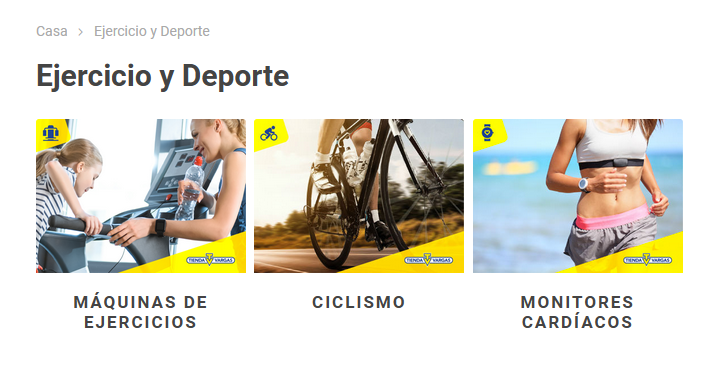 Casa > Ejercicio y Deporte
Ejercicio y Deporte
TIENDA VARGAS
TIENDA VARGAS
TIENDA VARGAS
MÁQUINAS DE
EJERCICIOS
CICLISMO
MONITORES
CARDÍACOS